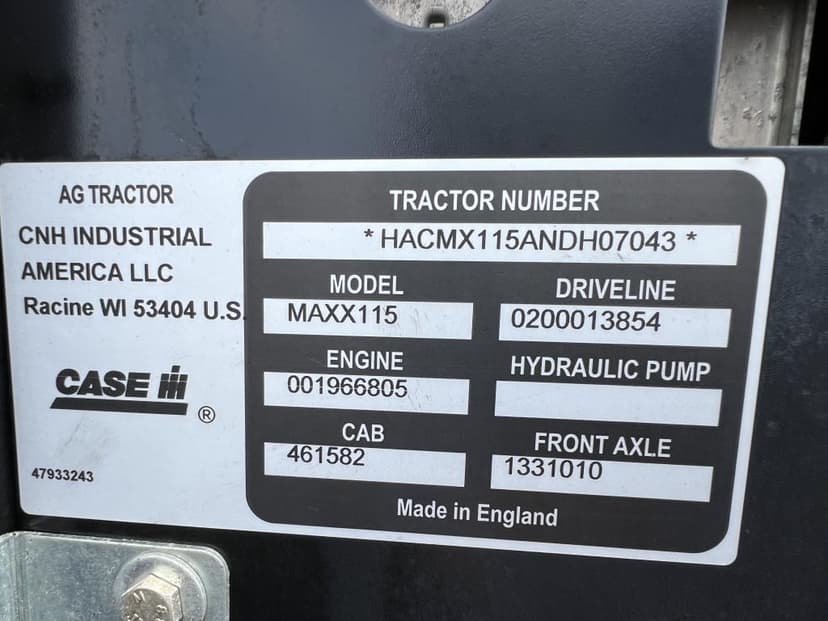 AG TRACTOR
CNH INDUSTRIAL
AMERICA LLC
Racine WI 53404 U.S.
CASE IH
®
47933243
TRACTOR NUMBER
* HACMX115ANDH07043 *
MODEL
MAXX115
DRIVELINE
0200013854
ENGINE
001966805
HYDRAULIC PUMP
CAB
461582
FRONT AXLE
1331010
Made in England